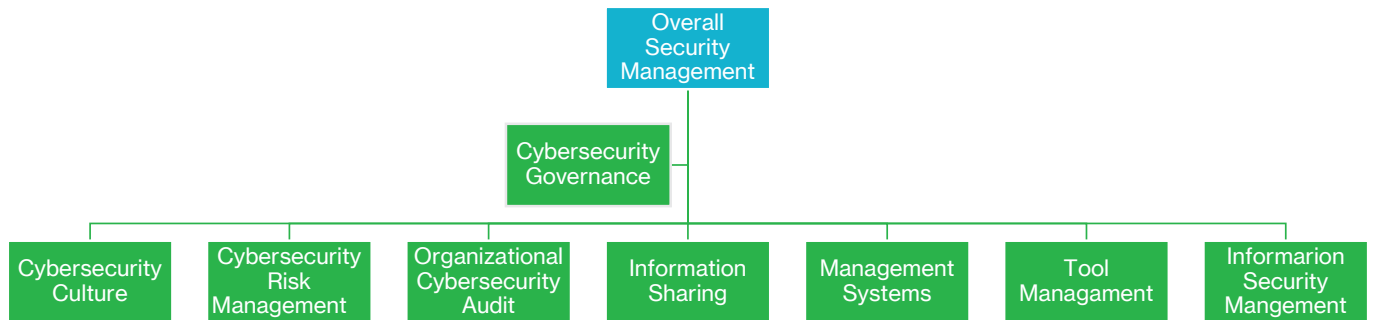 Overall
Security
Management
Cybersecurity
Governance
Cybersecurity
Culture
Cybersecurity
Risk
Management
Organizational
Cybersecurity
Audit
Information
Sharing
Management
Systems
Tool
Managament
Informarion
Security
Mangement